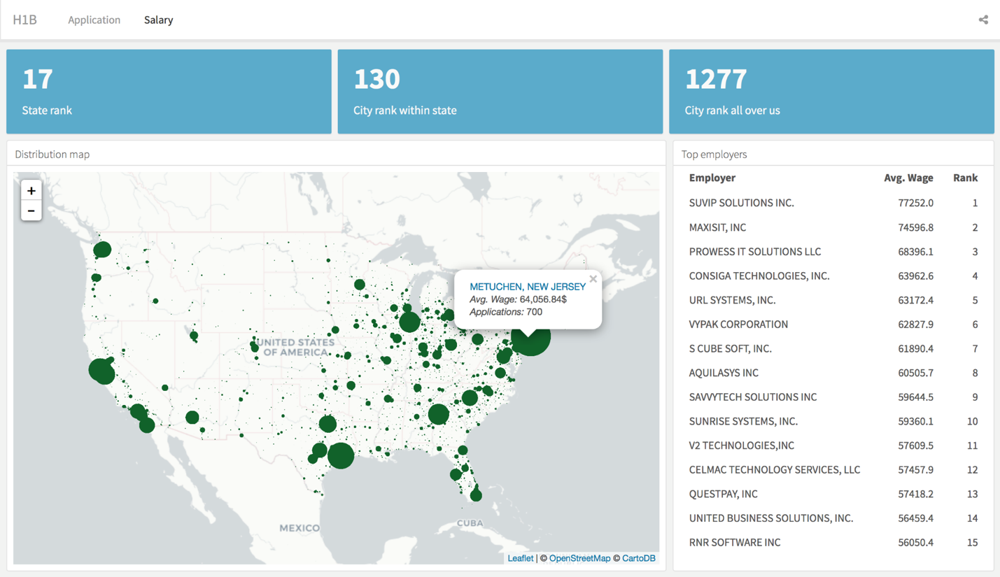 H1B Application Salary
17
State rank
130
City rank within state
1277
City rank all over us
Distribution map
+
−
METUCHEN, NEW JERSEY ×
Avg. Wage: 64,056.84$
Applications: 700
UNITED STATES
OF AMERICA
MEXICO
CUBA
Leaflet | © OpenStreetMap © CartoDB
Top employers
Employer Avg. Wage Rank
SUVIP SOLUTIONS INC. 77252.0 1
MAXISIT, INC 74596.8 2
PROWESS IT SOLUTIONS LLC 68396.1 3
CONSIGA TECHNOLOGIES, INC. 63962.6 4
URL SYSTEMS, INC. 63172.4 5
VYPAK CORPORATION 62827.9 6
S CUBE SOFT, INC. 61890.4 7
AQUILASYS INC 60505.7 8
SAVVYTECH SOLUTIONS INC 59644.5 9
SUNRISE SYSTEMS, INC. 59360.1 10
V2 TECHNOLOGIES,INC 57609.5 11
CELMAC TECHNOLOGY SERVICES, LLC 57457.9 12
QUESTPAY, INC 57418.2 13
UNITED BUSINESS SOLUTIONS, INC. 56459.4 14
RNR SOFTWARE INC 56050.4 15